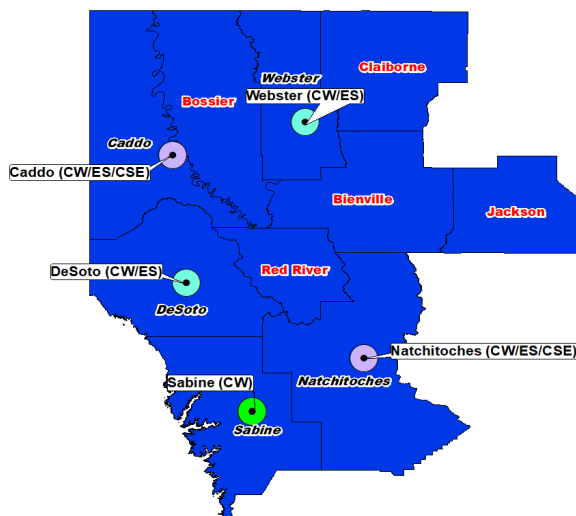 Claiborne
Webster
Webster (CW/ES)
Bossier
Caddo
Caddo (CW/ES/CSE)
Bienville
Jackson
DeSoto (CW/ES)
Red River
DeSoto
Natchitoches (CW/ES/CSE)
Sabine (CW)
Natchitoches
Sabine